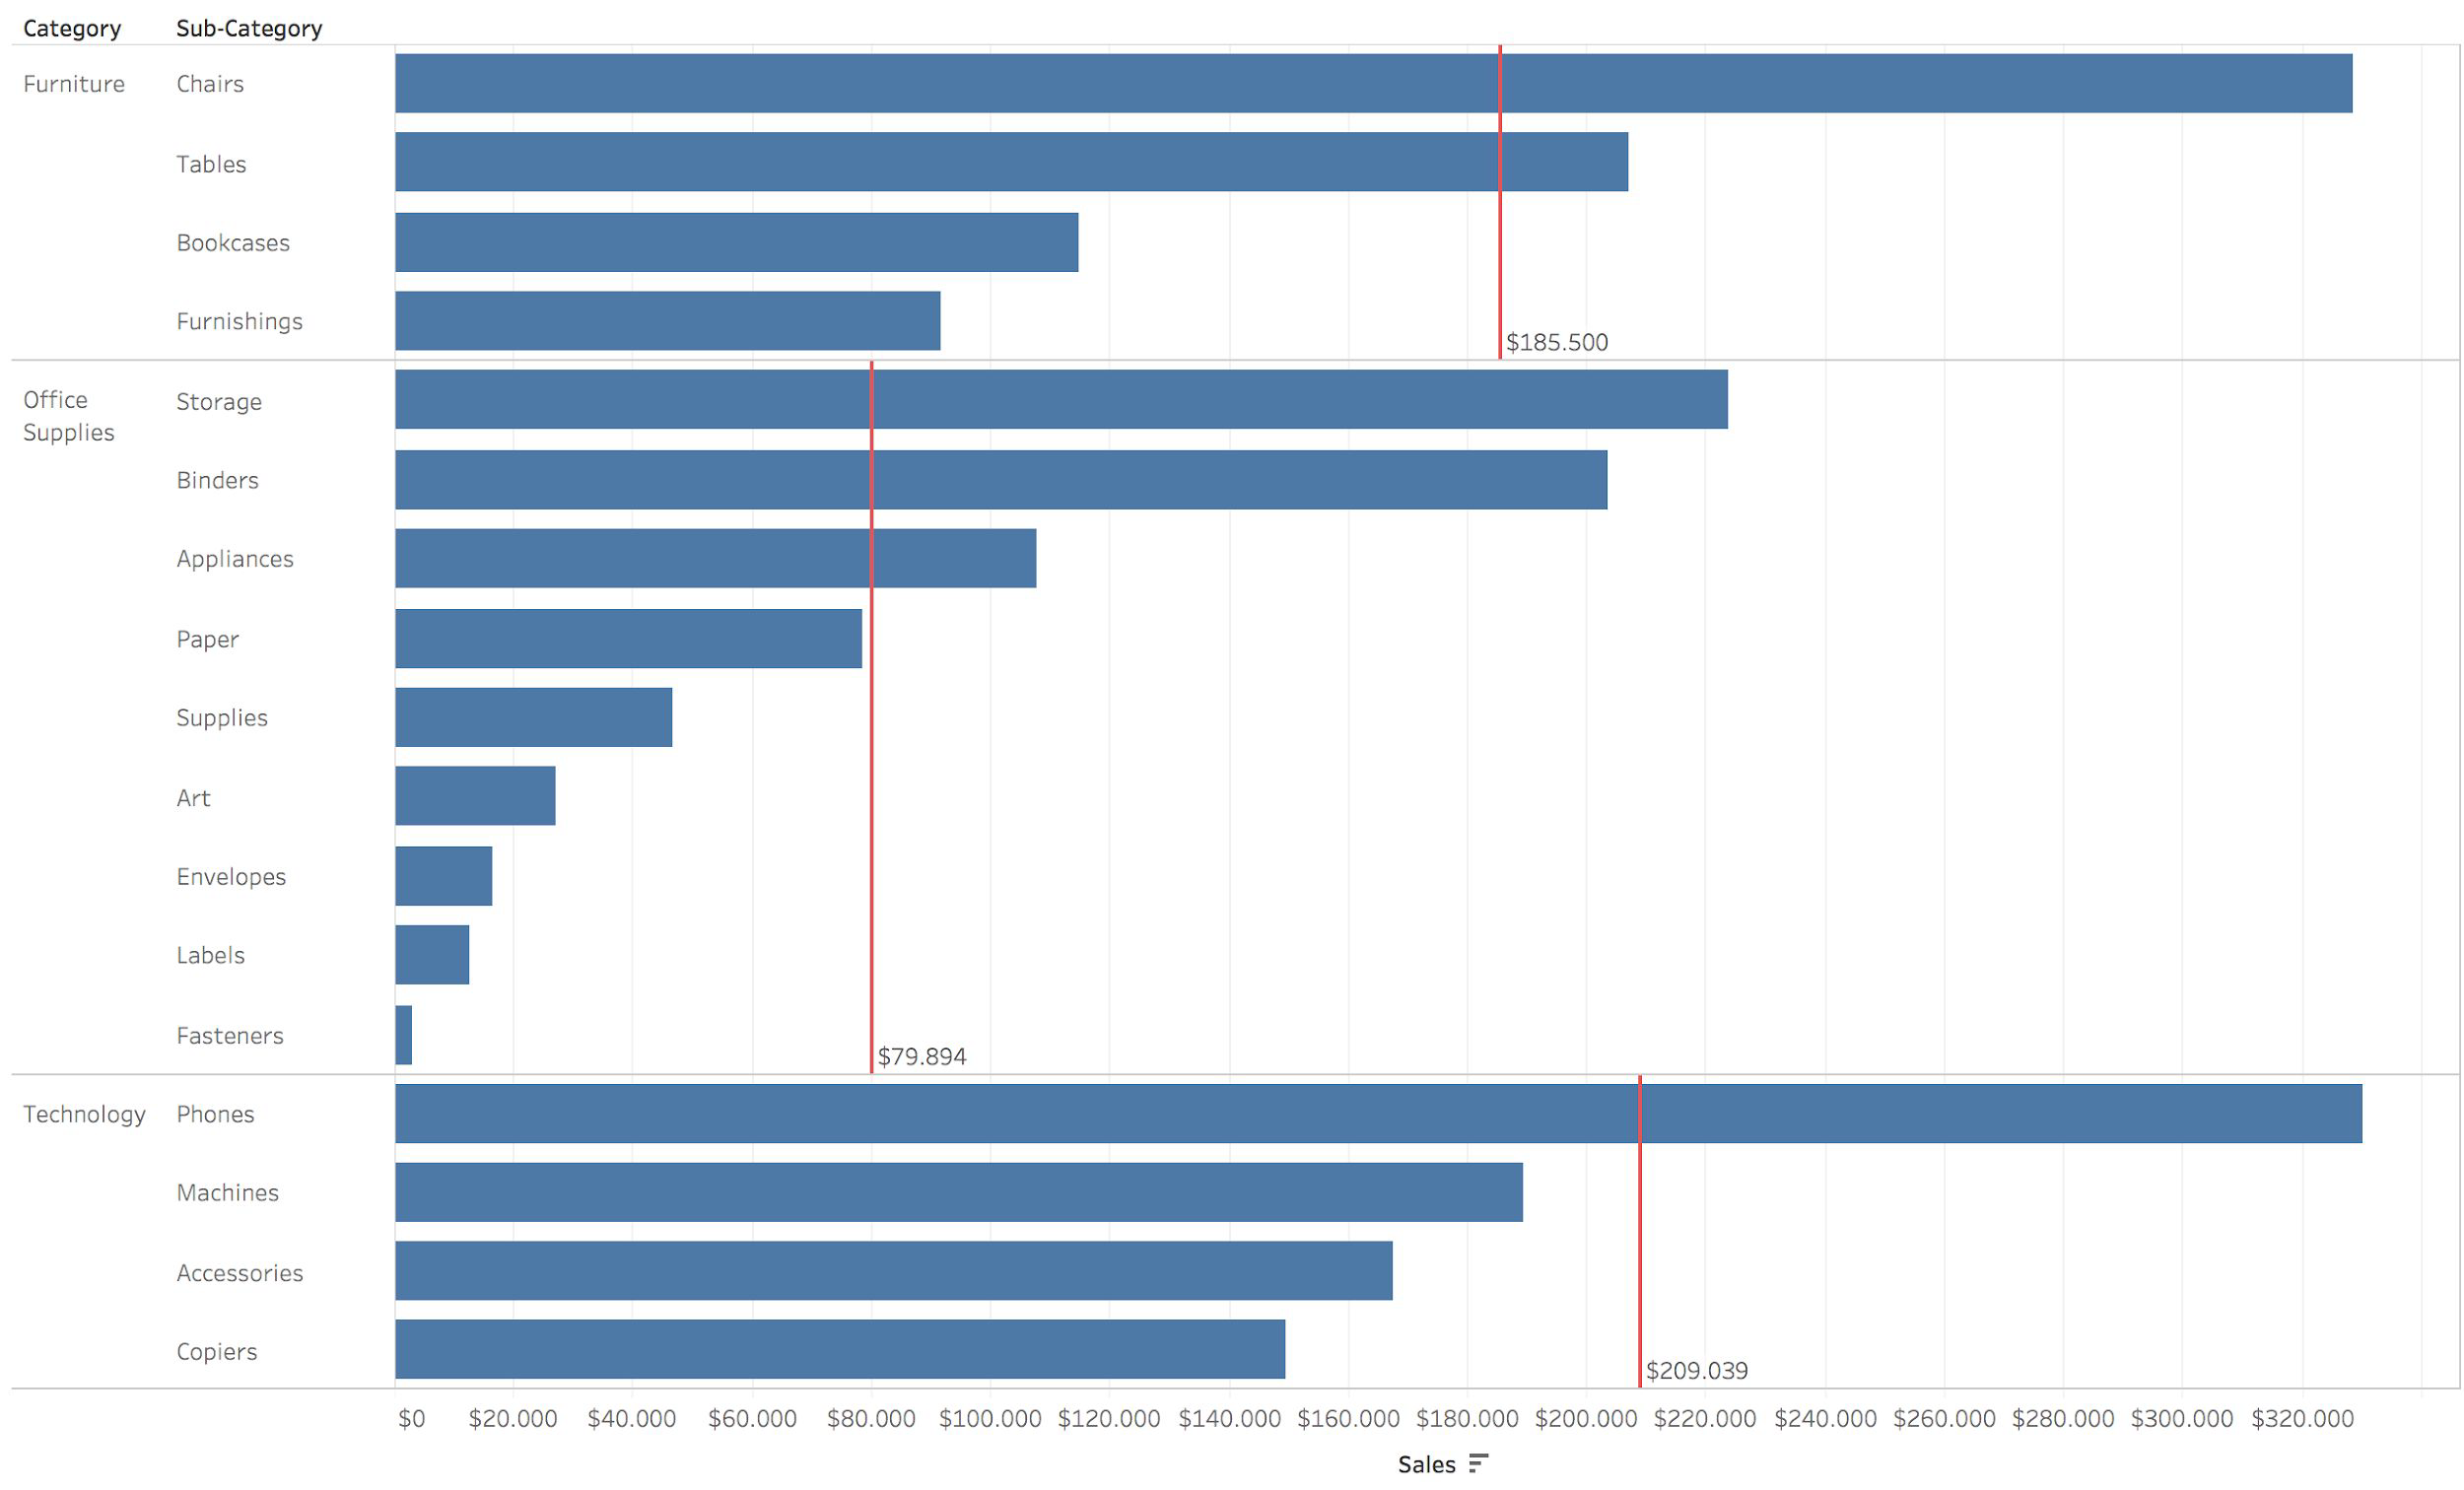 Category Sub-Category
Furniture Chairs
Tables
Bookcases
Furnishings
$185.500
Office Supplies Storage
Binders
Appliances
Paper
Supplies
Art
Envelopes
Labels
Fasteners
$79.894
Technology Phones
Machines
Accessories
Copiers
$209.039
$0 $20.000 $40.000 $60.000 $80.000 $100.000 $120.000 $140.000 $160.000 $180.000 $200.000 $220.000 $240.000 $260.000 $280.000 $300.000 $320.000
Sales